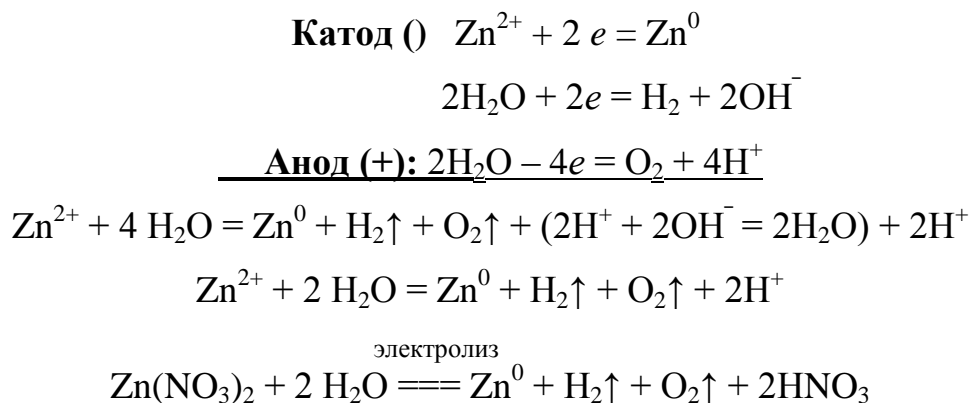 Катод () Zn²⁺ + 2 e = Zn⁰
2H₂O + 2e = H₂ + 2OH⁻
Анод (+): 2H₂O – 4e = O₂ + 4H⁺
Zn²⁺ + 4 H₂O = Zn⁰ + H₂↑ + O₂↑ + (2H⁺ + 2OH⁻ = 2H₂O) + 2H⁺
Zn²⁺ + 2 H₂O = Zn⁰ + H₂↑ + O₂↑ + 2H⁺
электролиз
Zn(NO₃)₂ + 2 H₂O === Zn⁰ + H₂↑ + O₂↑ + 2HNO₃